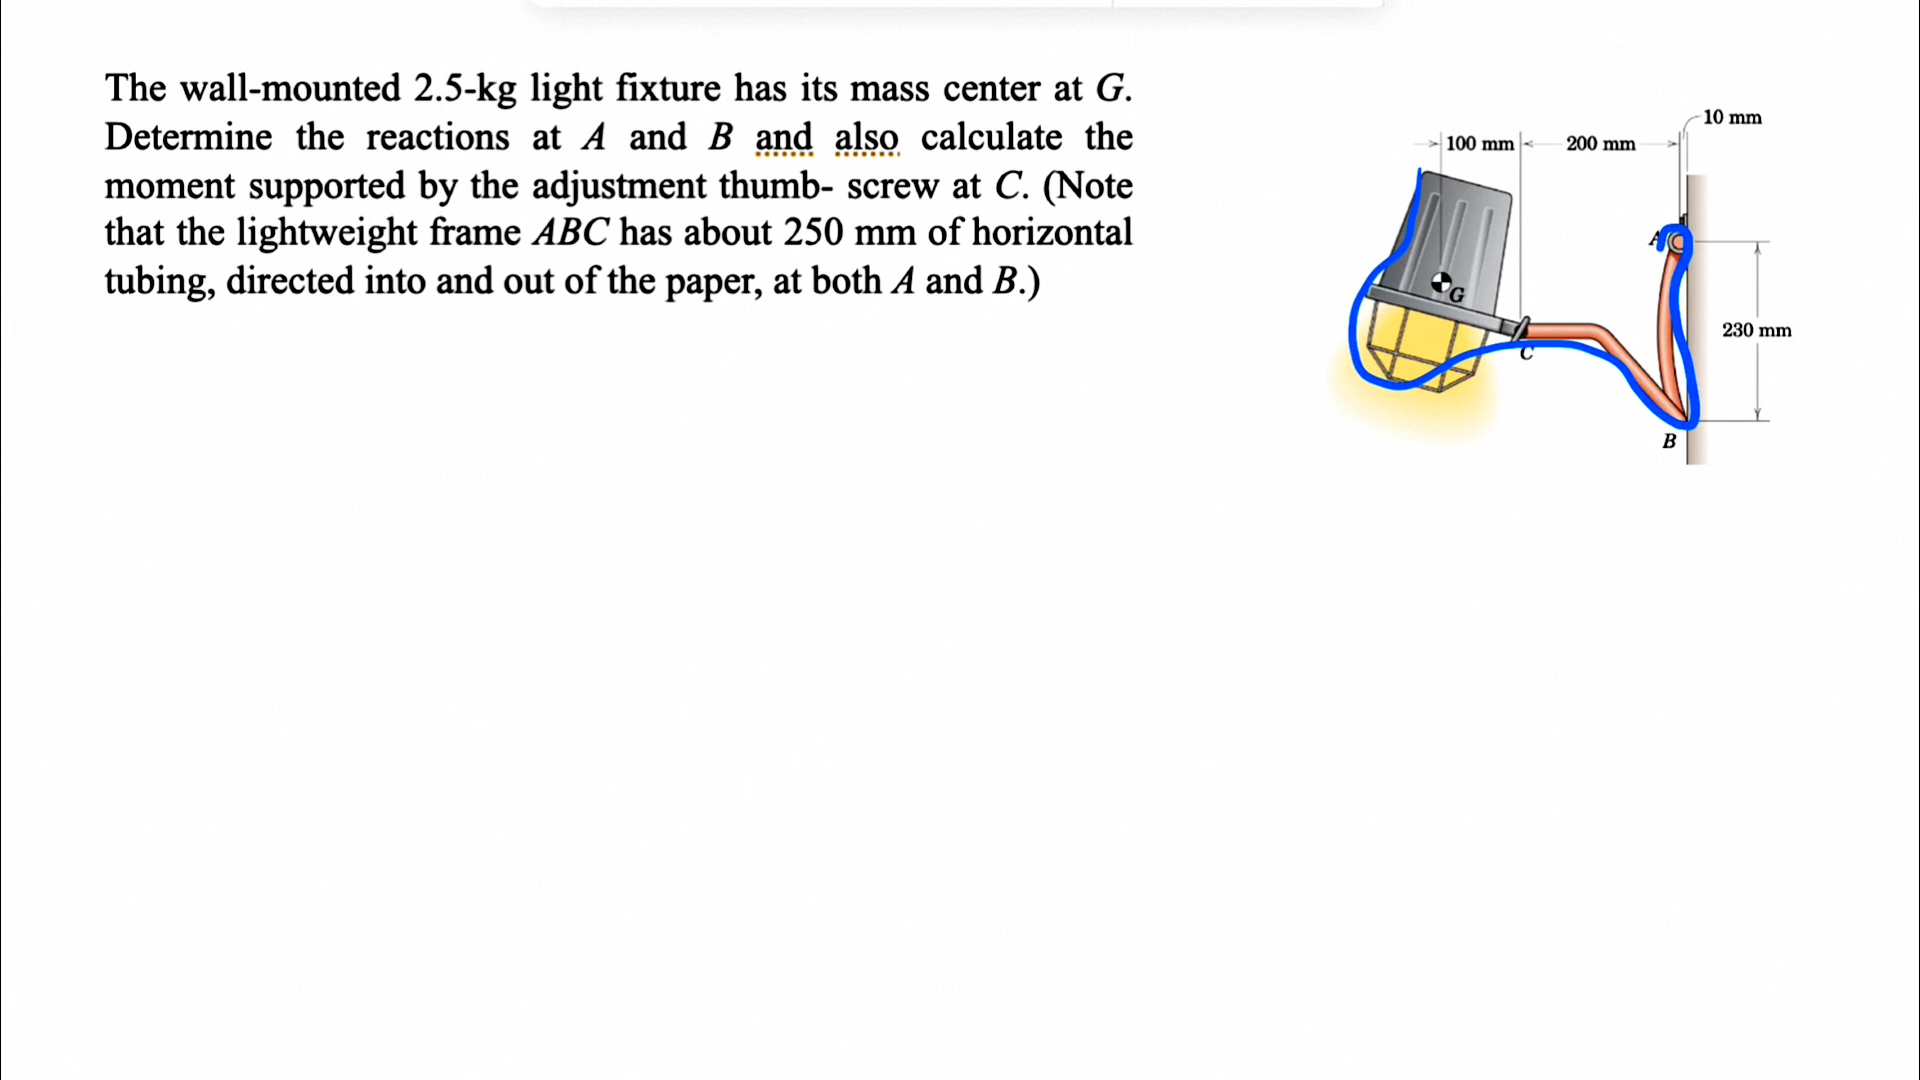 The wall-mounted 2.5-kg light fixture has its mass center at G.
Determine the reactions at A and B and also calculate the
moment supported by the adjustment thumb- screw at C. (Note
that the lightweight frame ABC has about 250 mm of horizontal
tubing, directed into and out of the paper, at both A and B.)
10 mm
100 mm
200 mm
A
G
230 mm
C
B